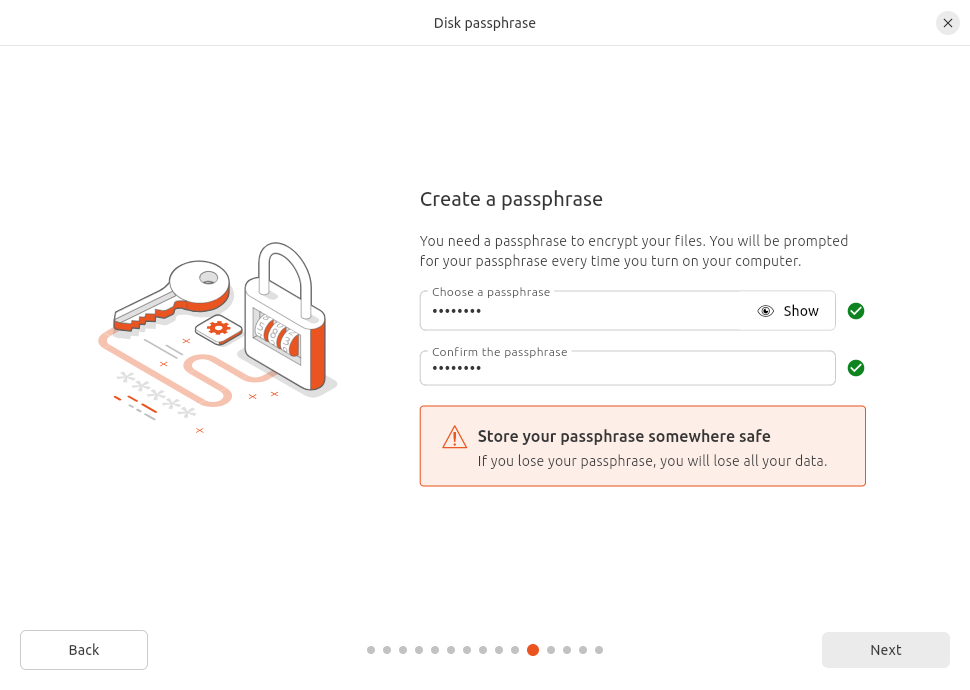 Disk passphrase
Create a passphrase
You need a passphrase to encrypt your files. You will be prompted
for your passphrase every time you turn on your computer.
Choose a passphrase
••••••••
Show
Confirm the passphrase
••••••••
Store your passphrase somewhere safe
If you lose your passphrase, you will lose all your data.
Back
Next